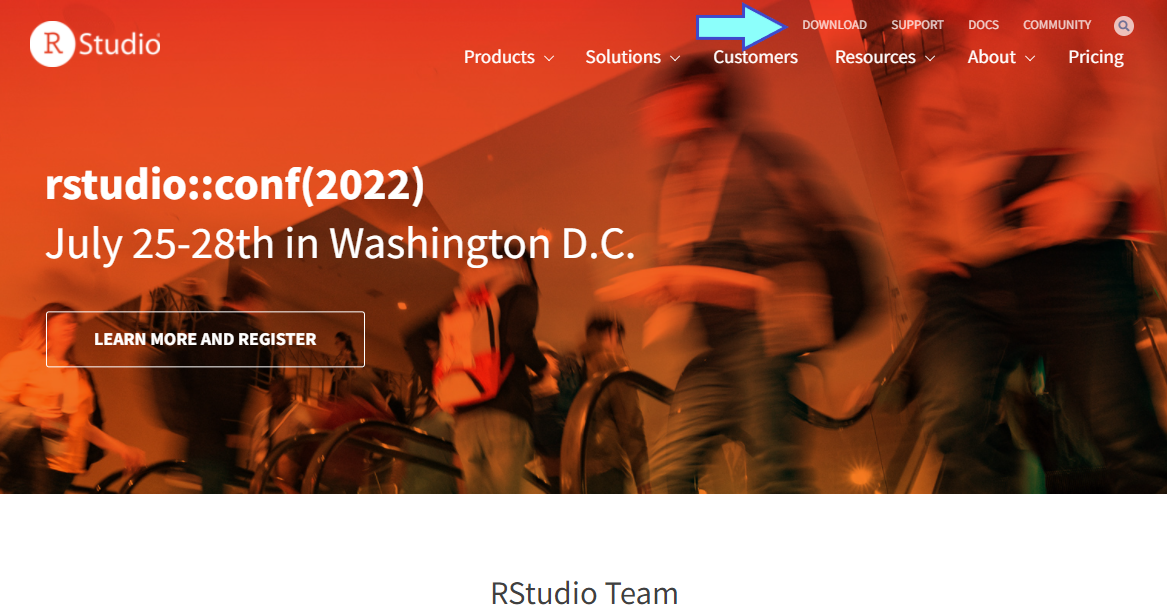 R Studio
DOWNLOAD SUPPORT DOCS COMMUNITY
Products Solutions Customers Resources About Pricing
rstudio::conf(2022)
July 25-28th in Washington D.C.
LEARN MORE AND REGISTER
RStudio Team